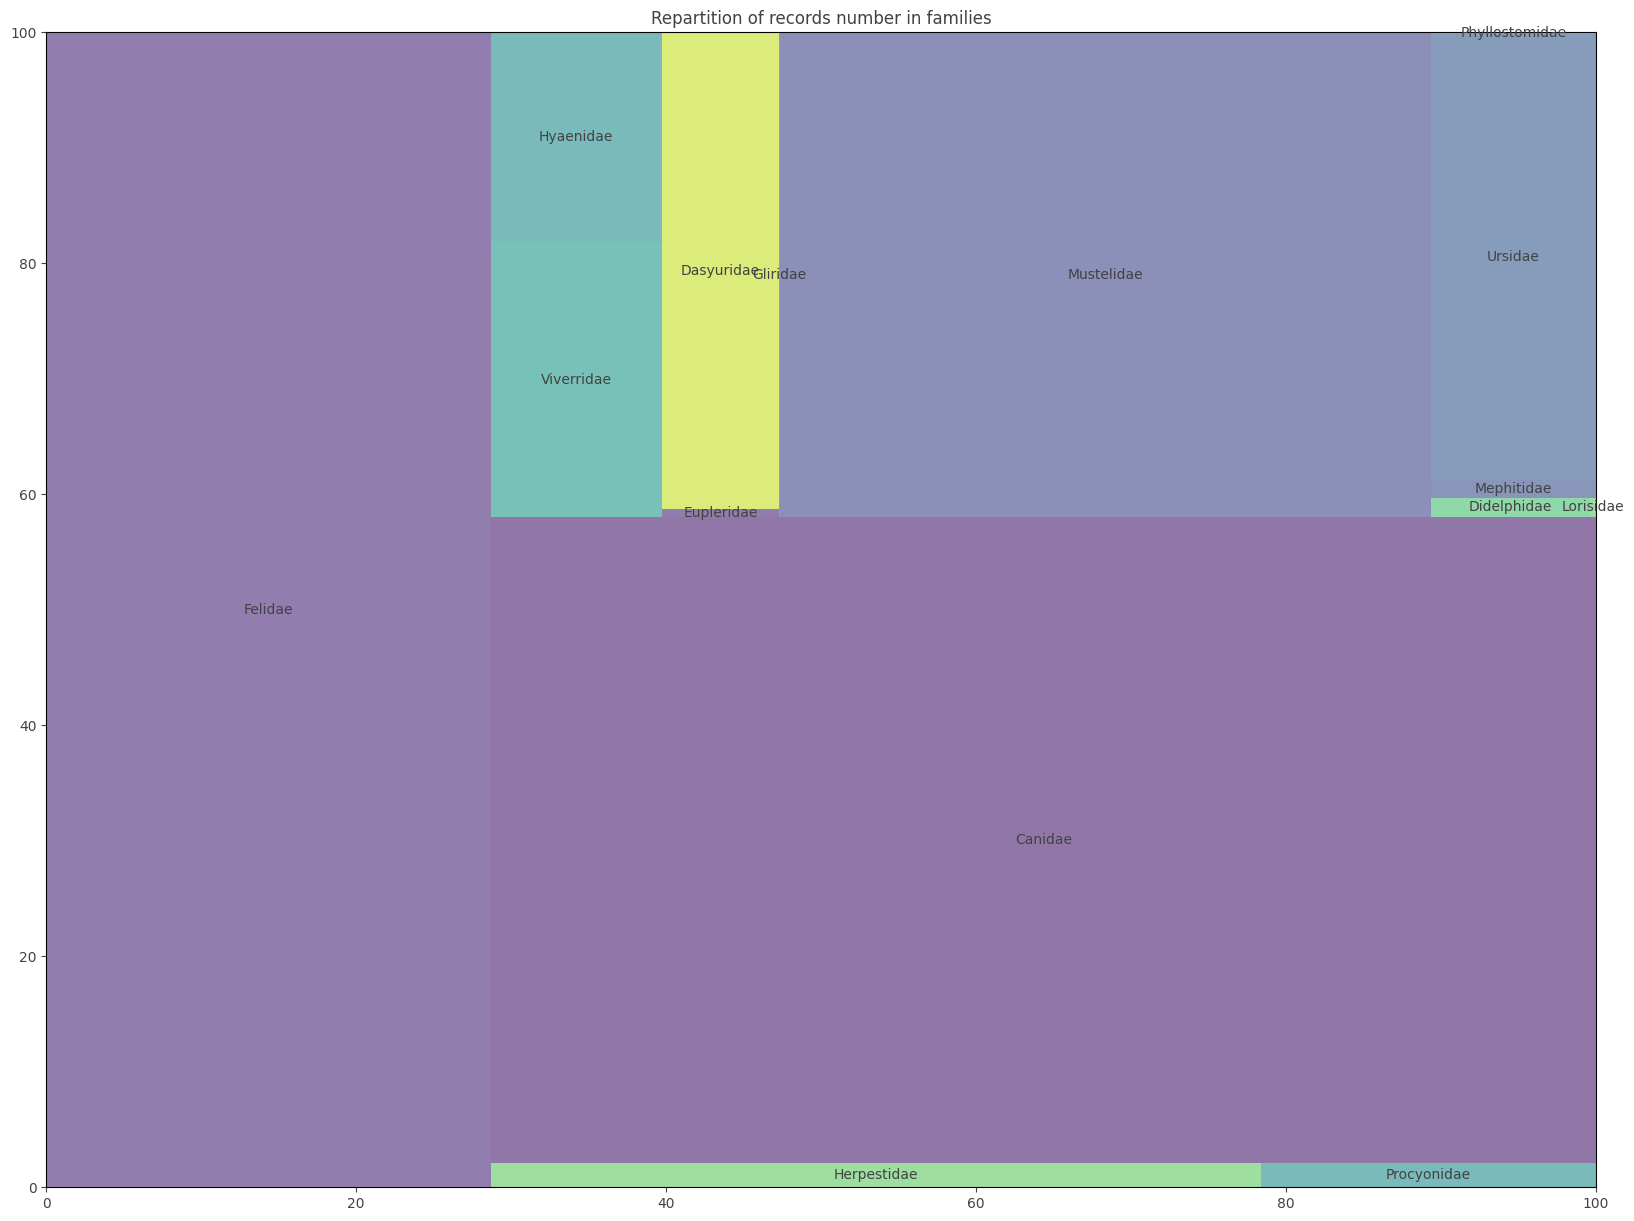 Repartition of records number in families
100
Phyllostomidae
Hyaenidae
Ursidae
80
Dasyuridae
Gliridae
Mustelidae
Viverridae
60
Mephitidae
Didelphidae
Lorisidae
Eupleridae
Felidae
40
Canidae
20
Herpestidae
Procyonidae
0
0
20
40
60
80
100